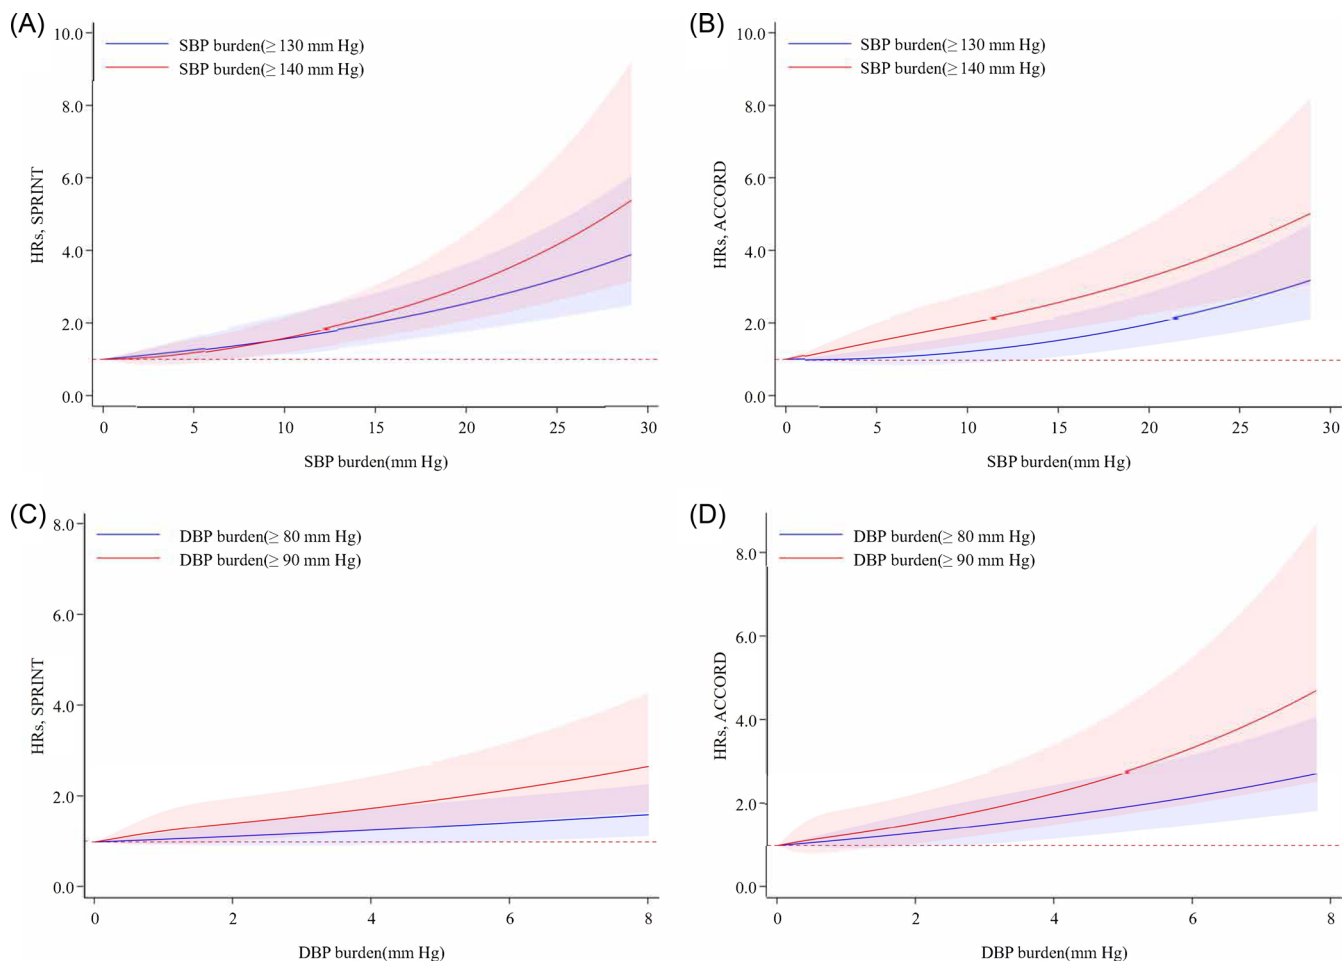 (A)
10.0
8.0
6.0
4.0
2.0
0.0
HRs, SPRINT
SBP burden(≥ 130 mm Hg)
SBP burden(≥ 140 mm Hg)
0 5 10 15 20 25 30
SBP burden(mm Hg)
(B)
10.0
8.0
6.0
4.0
2.0
0.0
HRs, ACCORD
SBP burden(≥ 130 mm Hg)
SBP burden(≥ 140 mm Hg)
0 5 10 15 20 25 30
SBP burden(mm Hg)
(C)
8.0
6.0
4.0
2.0
0.0
HRs, SPRINT
DBP burden(≥ 80 mm Hg)
DBP burden(≥ 90 mm Hg)
0 2 4 6 8
DBP burden(mm Hg)
(D)
8.0
6.0
4.0
2.0
0.0
HRs, ACCORD
DBP burden(≥ 80 mm Hg)
DBP burden(≥ 90 mm Hg)
0 2 4 6 8
DBP burden(mm Hg)